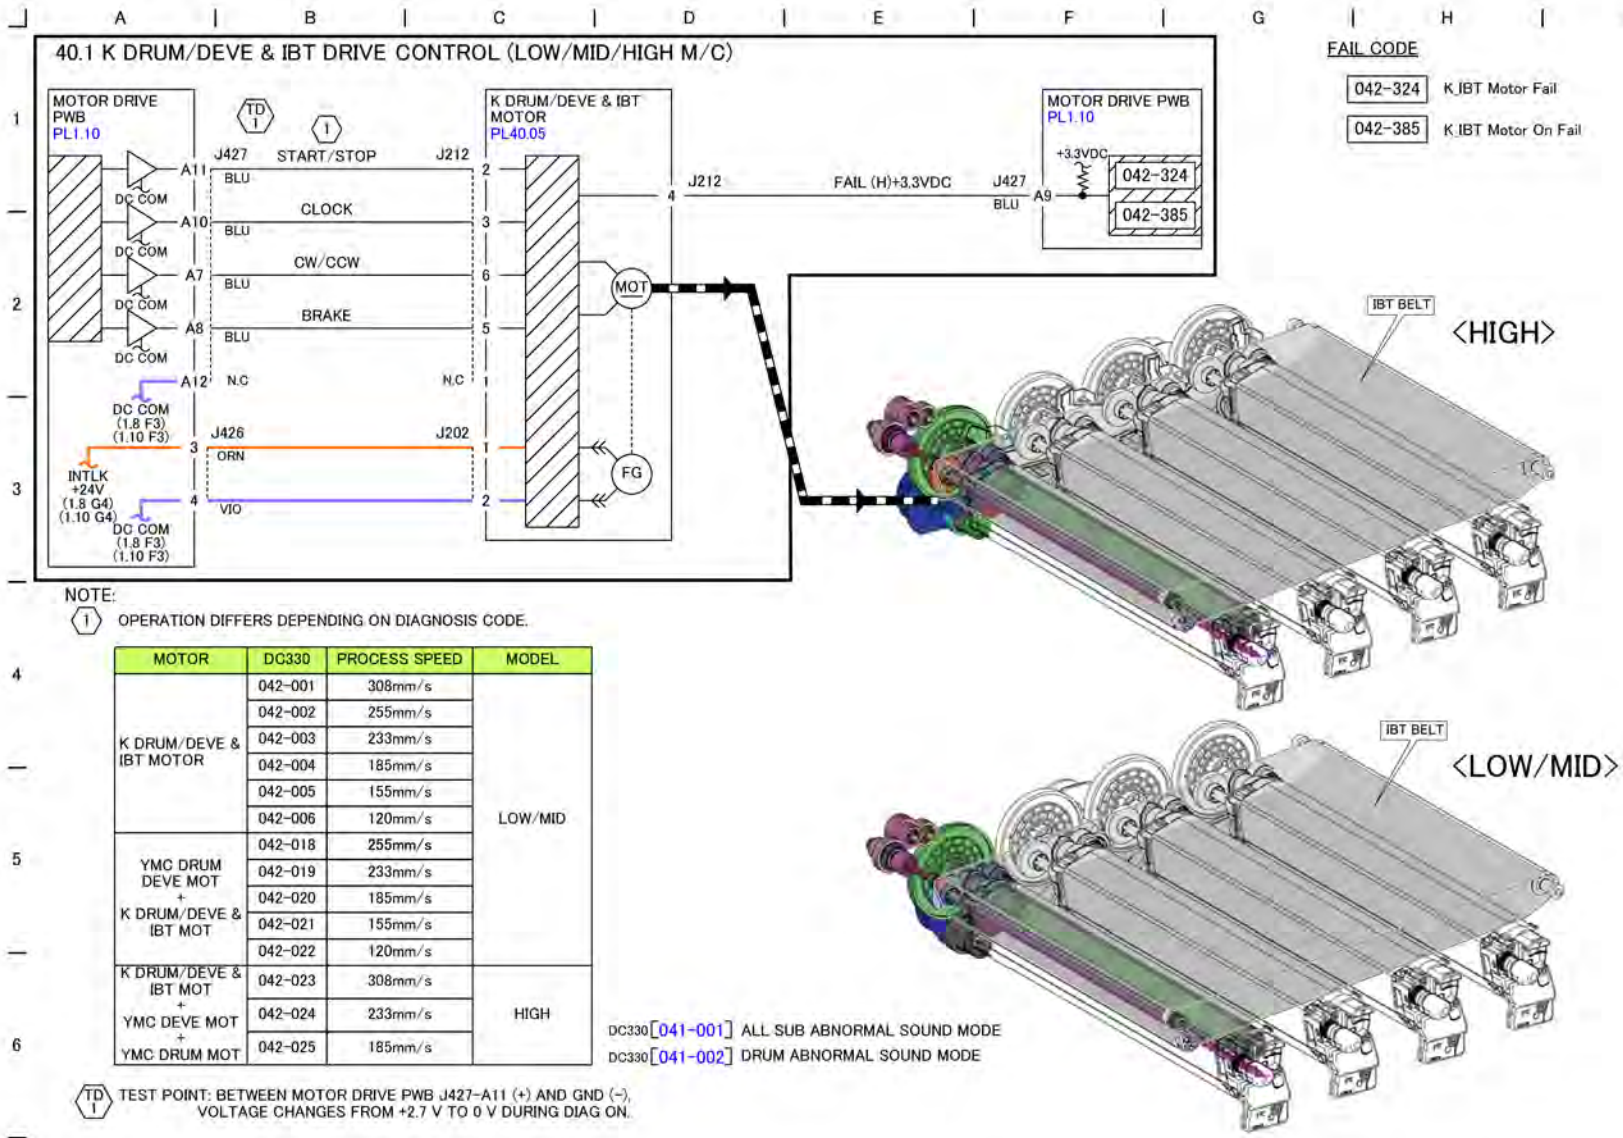 A B C D E F G H
1
2
3
4
5
6
40.1 K DRUM/DEVE & IBT DRIVE CONTROL (LOW/MID/HIGH M/C)
MOTOR DRIVE
PWB
PL1.10
TD
1
1
K DRUM/DEVE & IBT
MOTOR
PL40.05
J427
START/STOP
J212
A11
BLU
2
DC COM
A10
CLOCK
BLU
3
DC COM
A7
CW/CCW
BLU
6
DC COM
A8
BRAKE
BLU
5
DC COM
A12
N.C
N.C
1
DC COM
(1.8 F3)
(1.10 F3)
3
J426
ORN
J202
1
INTLK
+24V
(1.8 G4)
(1.10 G4)
4
VIO
2
DC COM
(1.8 F3)
(1.10 F3)
MOT
FG
4
J212
FAIL (H)+3.3VDC
J427
BLU
A9
MOTOR DRIVE PWB
PL1.10
+3.3VDC
042-324
042-385
FAIL CODE
042-324 K_IBT Motor Fail
042-385 K_IBT Motor On Fail
IBT BELT
<HIGH>
IBT BELT
<LOW/MID>
NOTE:
1 OPERATION DIFFERS DEPENDING ON DIAGNOSIS CODE.
MOTOR DC330 PROCESS SPEED MODEL
K DRUM/DEVE &
IBT MOTOR
042-001 308mm/s
042-002 255mm/s
042-003 233mm/s
042-004 185mm/s
042-005 155mm/s
042-006 120mm/s
LOW/MID
YMC DRUM
DEVE MOT
+
K DRUM/DEVE &
IBT MOT
042-018 255mm/s
042-019 233mm/s
042-020 185mm/s
042-021 155mm/s
042-022 120mm/s
K DRUM/DEVE &
IBT MOT
+
YMC DEVE MOT
+
YMC DRUM MOT
042-023 308mm/s
042-024 233mm/s
042-025 185mm/s
HIGH
DC330[041-001] ALL SUB ABNORMAL SOUND MODE
DC330[041-002] DRUM ABNORMAL SOUND MODE
TD
1
TEST POINT: BETWEEN MOTOR DRIVE PWB J427-A11 (+) AND GND (-),
VOLTAGE CHANGES FROM +2.7 V TO 0 V DURING DIAG ON.